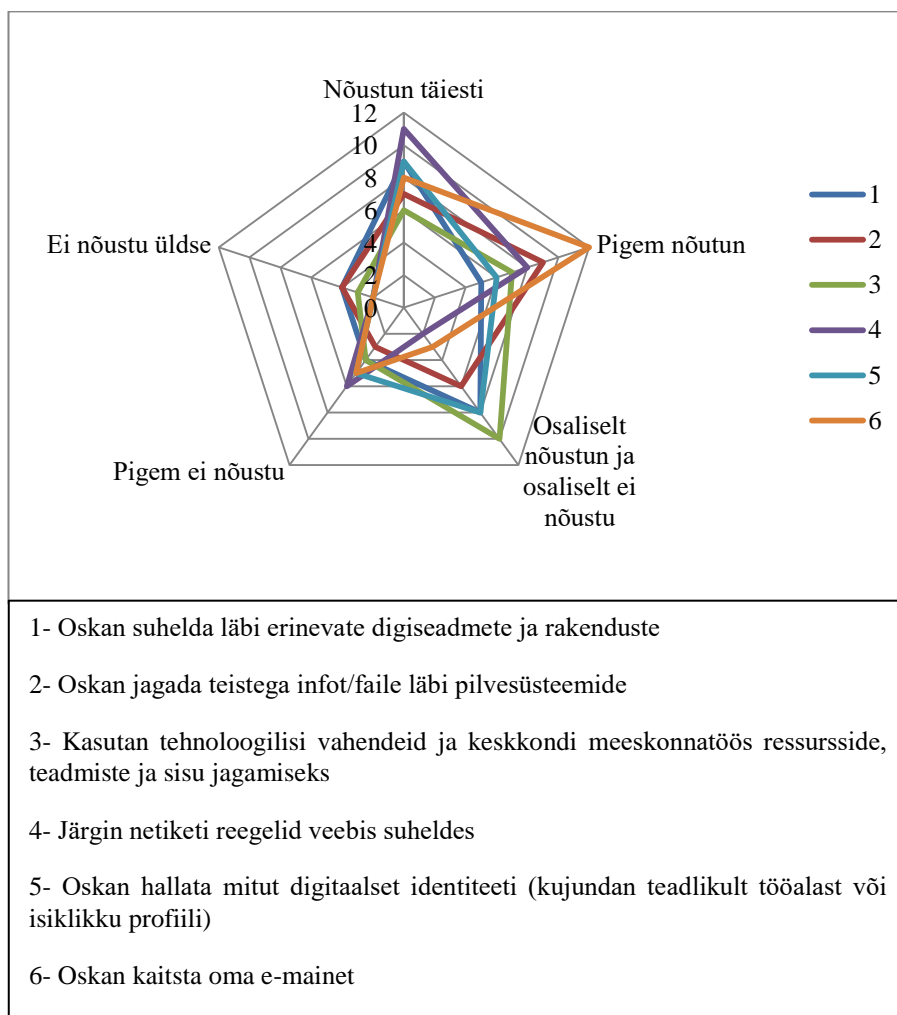 Nõustun täiesti
12
10
8
6
4
2
0
Ei nõustu üldse
Pigem nõutun
Pigem ei nõustu
Osaliselt
nõustun ja
osaliselt ei
nõustu
1
2
3
4
5
6
1- Oskan suhelda läbi erinevate digiseadmete ja rakenduste
2- Oskan jagada teistega infot/faile läbi pilvesüsteemide
3- Kasutan tehnoloogilisi vahendeid ja keskkondi meeskonnatöös ressursside,
teadmiste ja sisu jagamiseks
4- Järgin netiketi reegelid veebis suheldes
5- Oskan hallata mitut digitaalset identiteeti (kujundan teadlikult tööalast või
isiklikku profiili)
6- Oskan kaitsta oma e-mainet